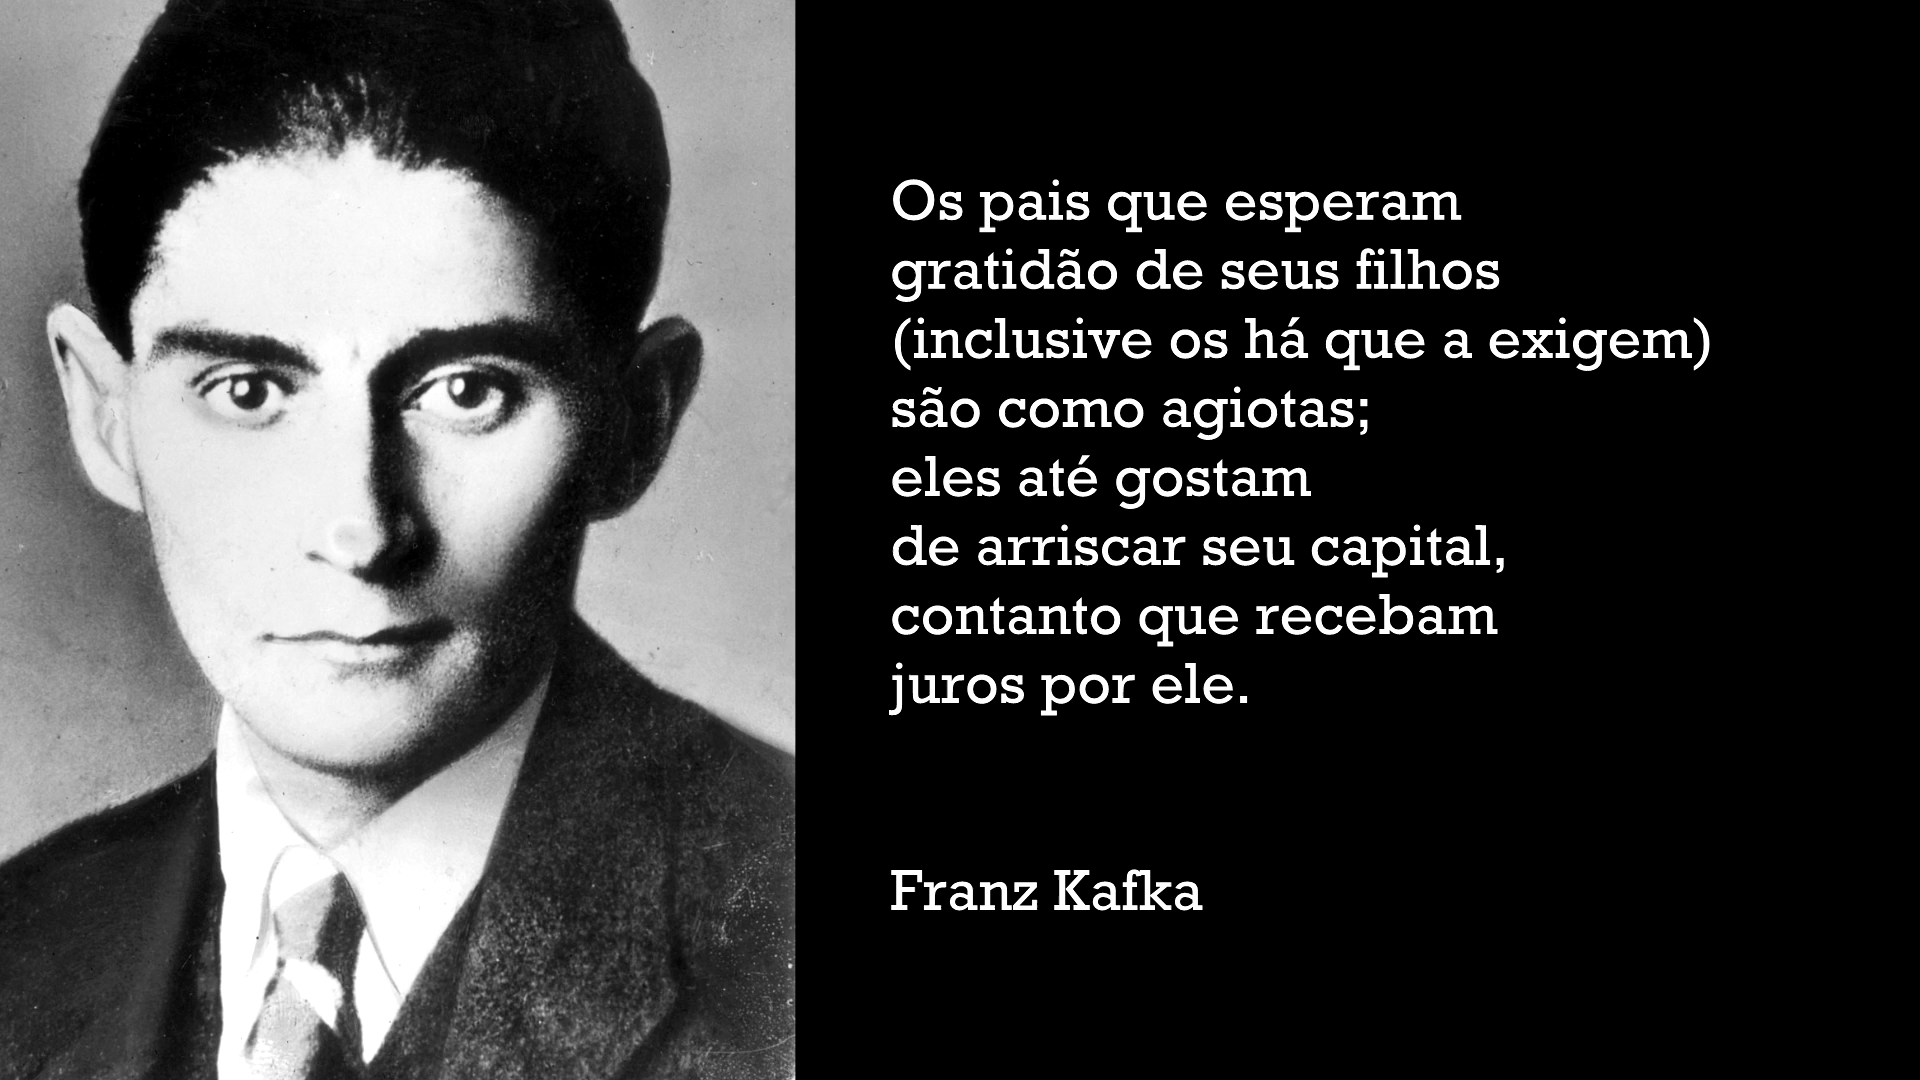 Os pais que esperam
gratidão de seus filhos
(inclusive os há que a exigem)
são como agiotas;
eles até gostam
de arriscar seu capital,
contanto que recebam
juros por ele.
Franz Kafka